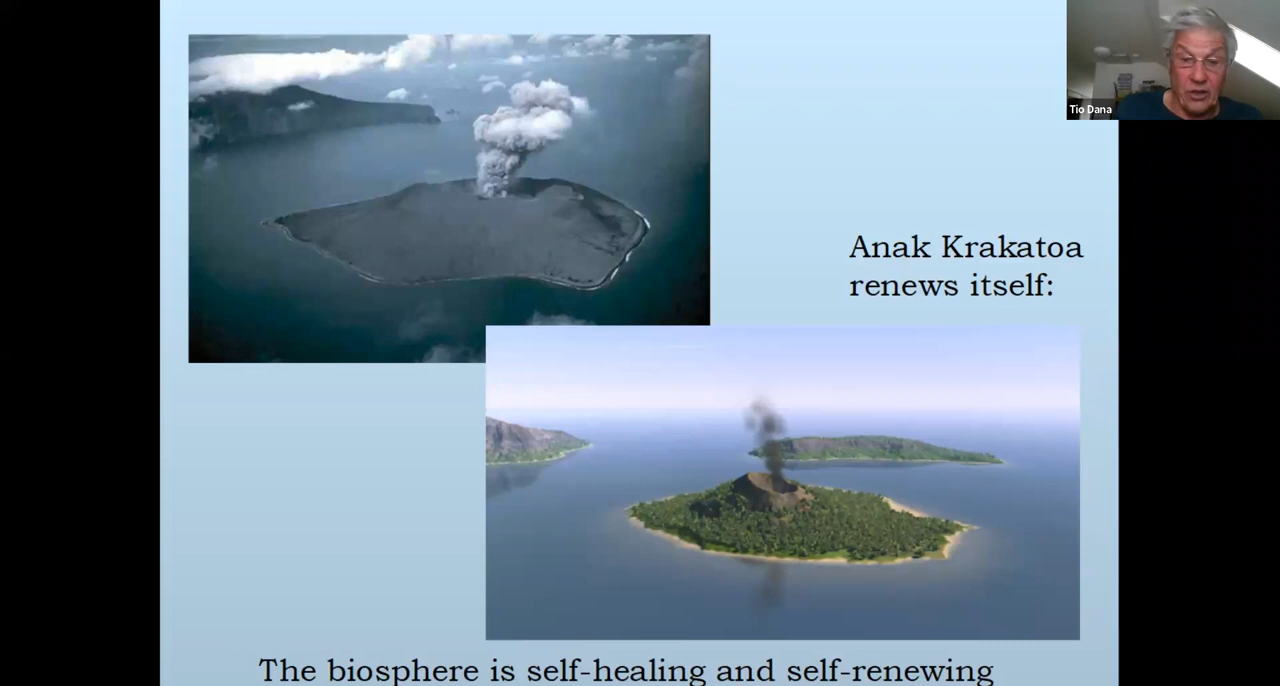 Tio Dana
Anak Krakatoa
renews itself:
The biosphere is self-healing and self-renewing